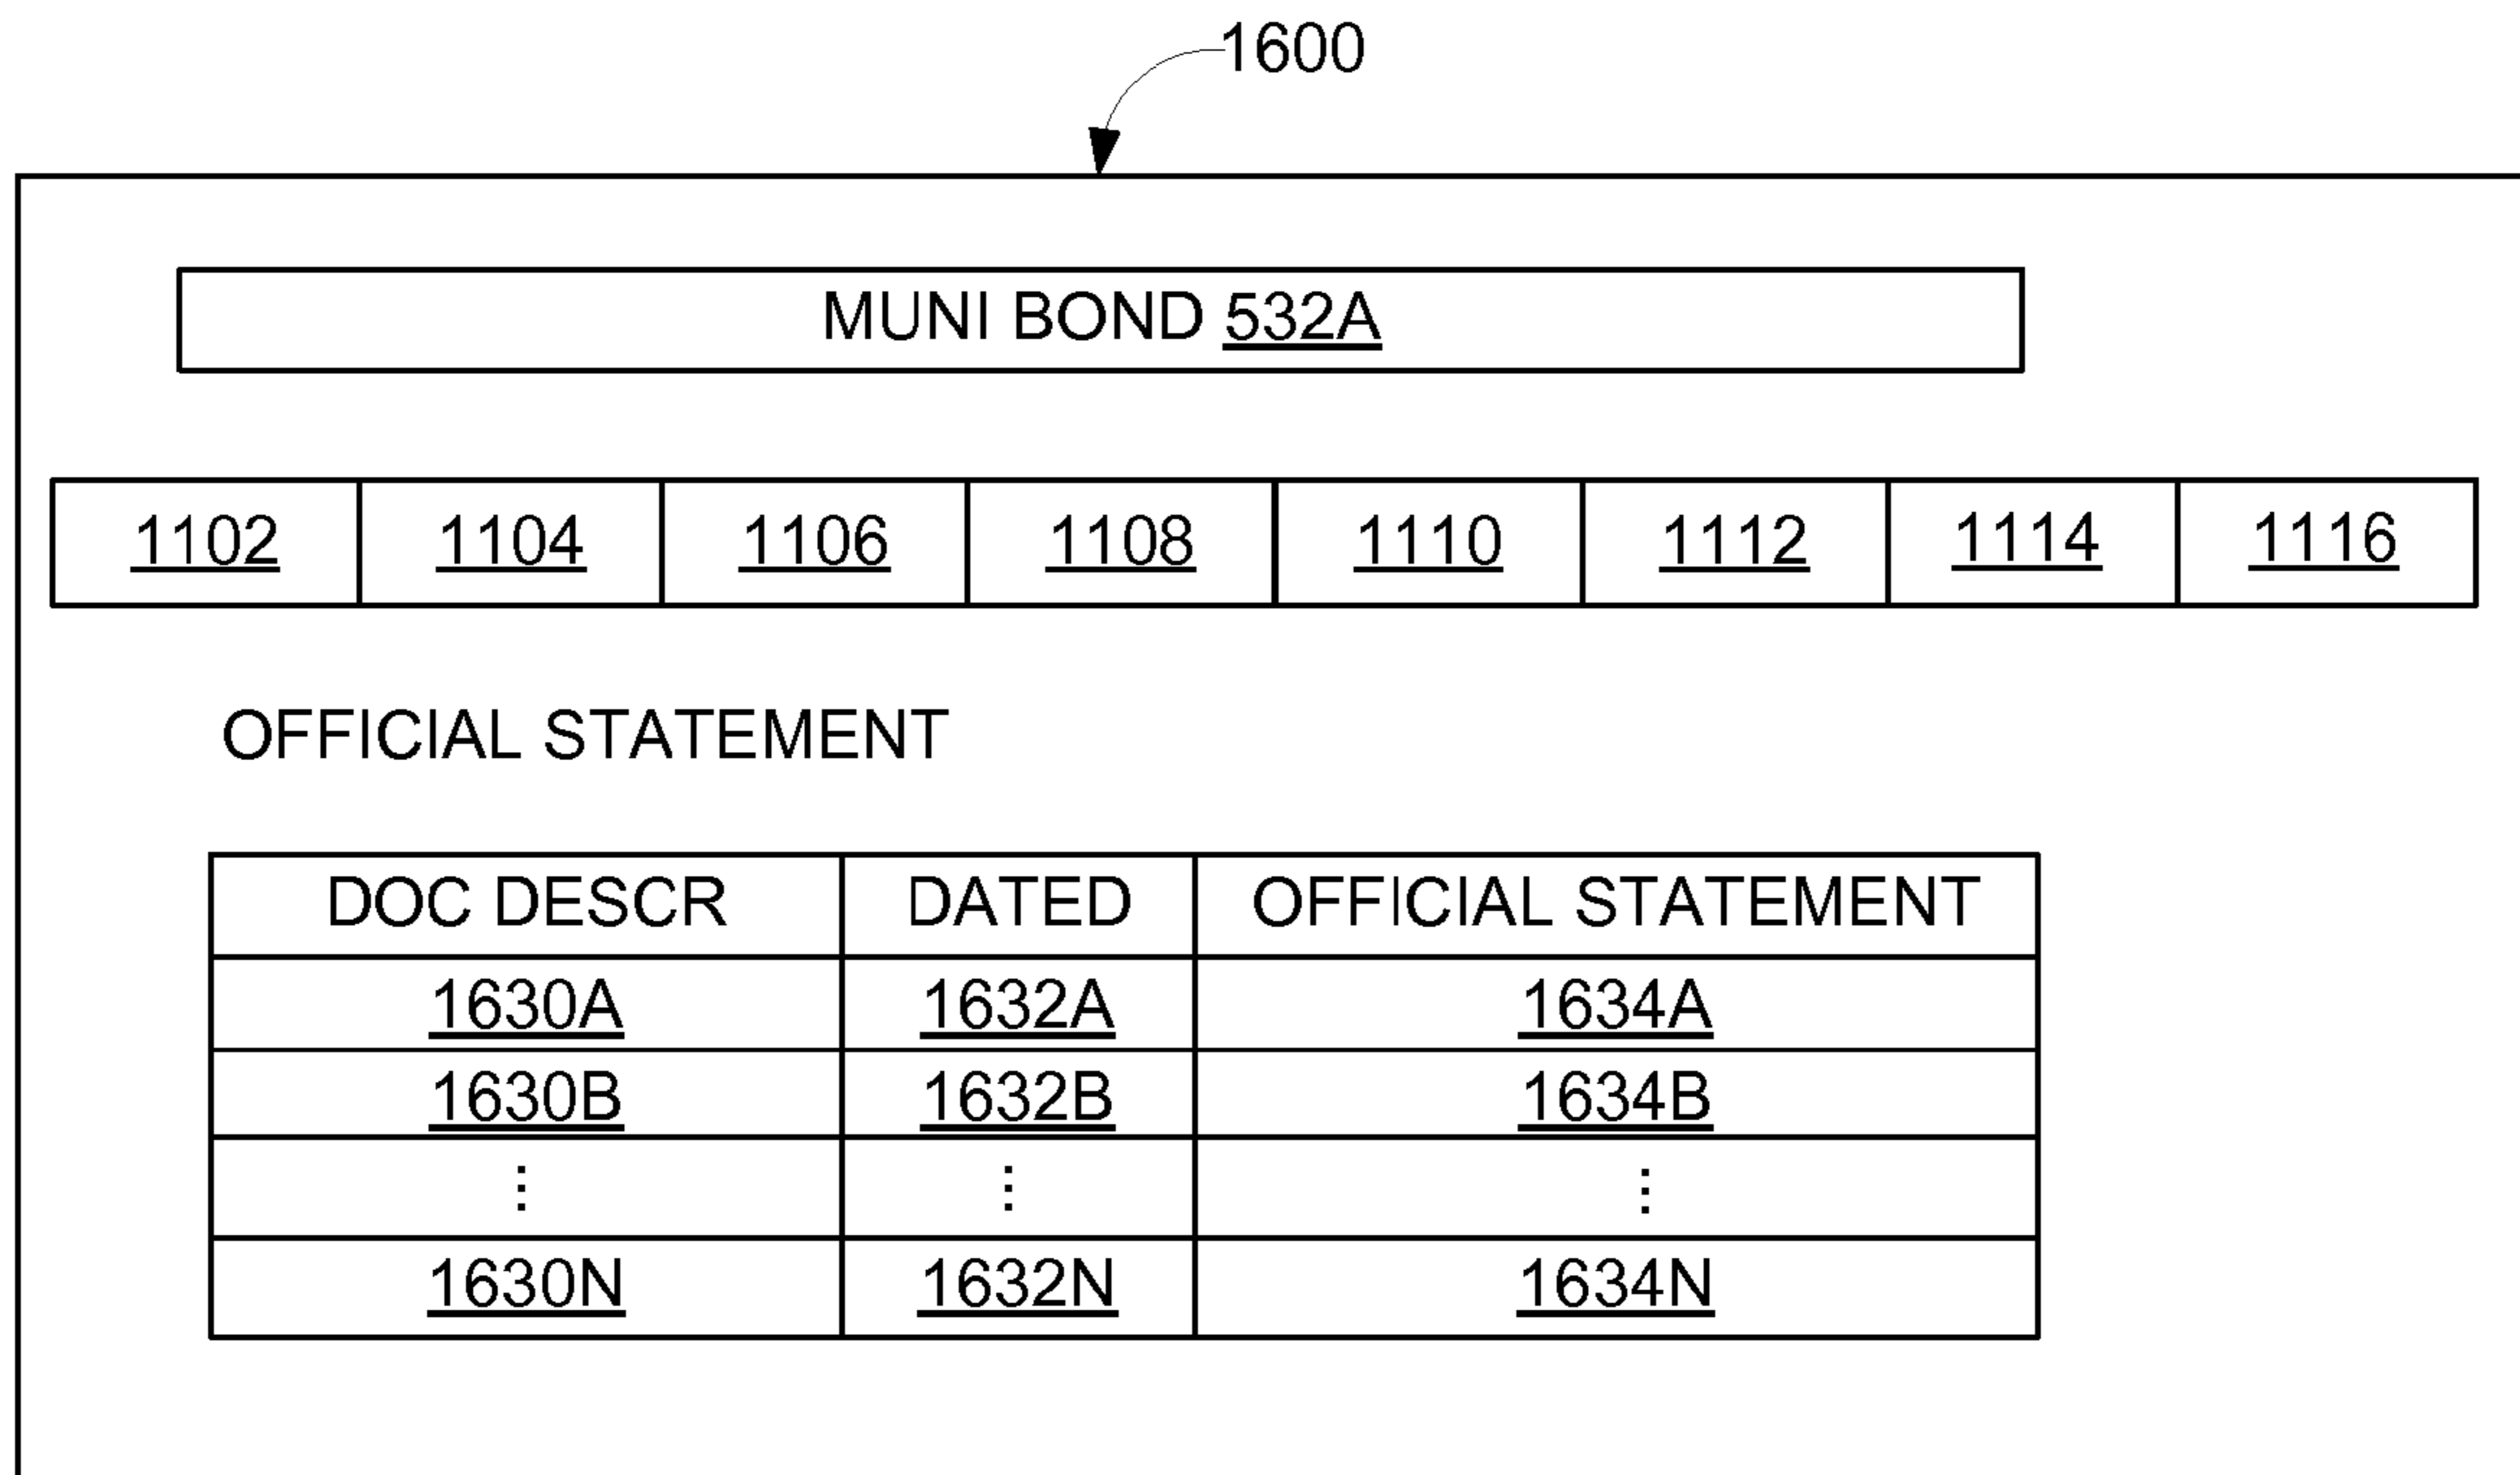 1600
MUNI BOND 532A
1102 1104 1106 1108 1110 1112 1114 1116
OFFICIAL STATEMENT
DOC DESCR DATED OFFICIAL STATEMENT
1630A 1632A 1634A
1630B 1632B 1634B
⋮ ⋮ ⋮
1630N 1632N 1634N